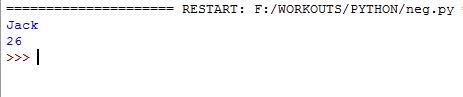 ===================== RESTART: F:/WORKOUTS/PYTHON/neg.py
Jack
26
>>>